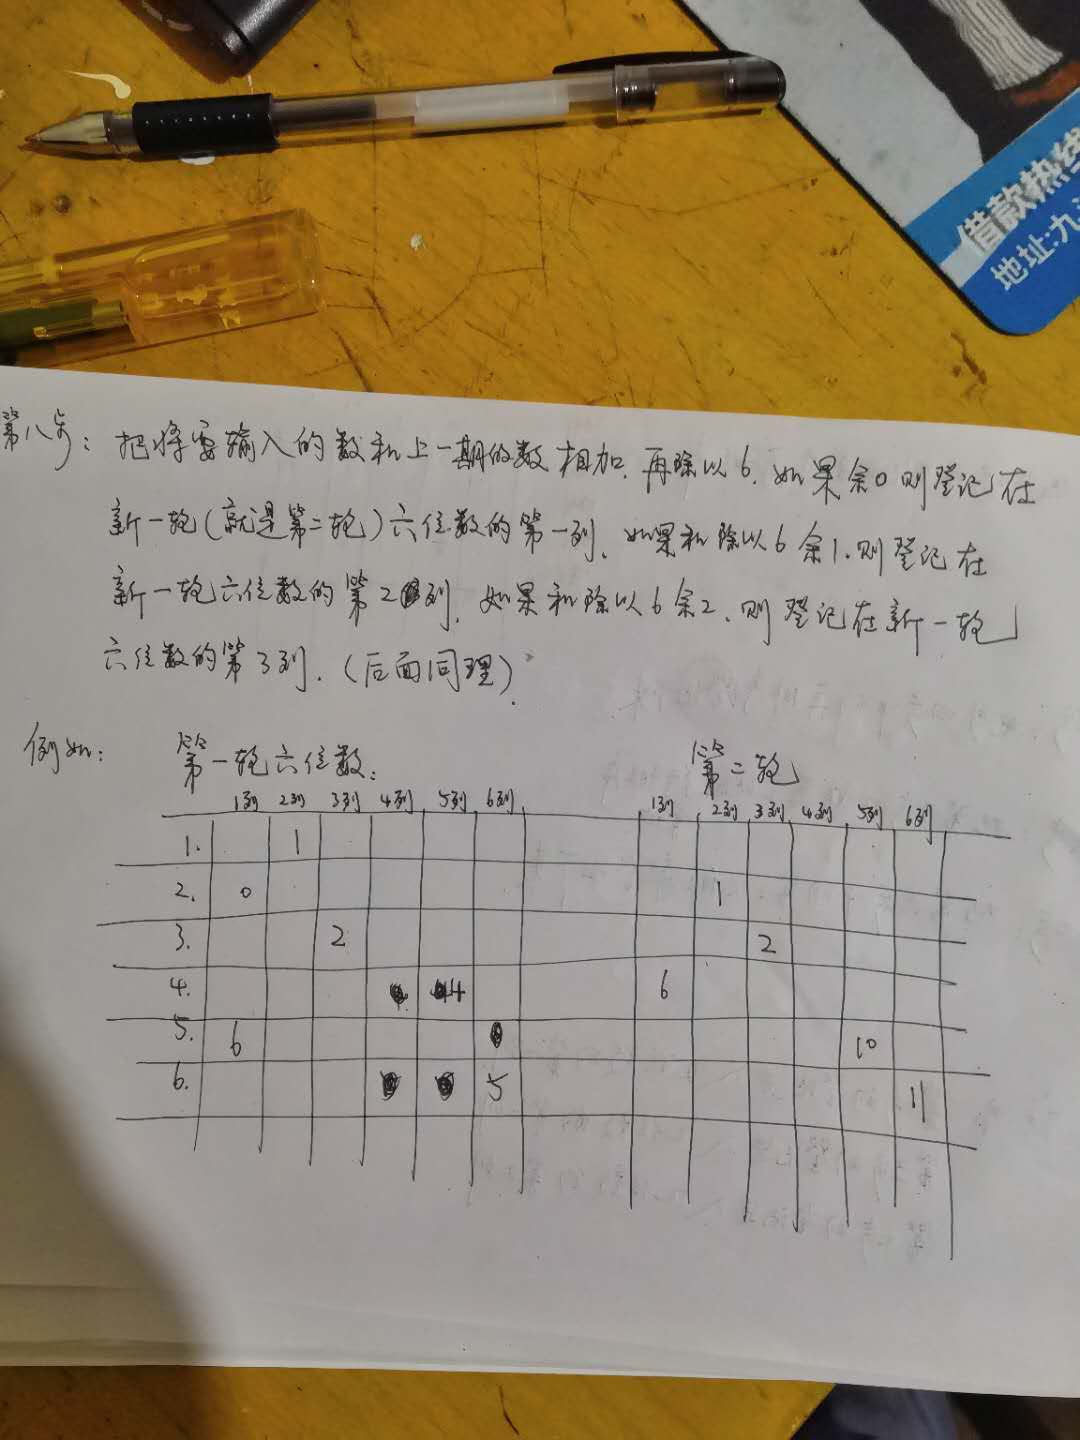 借款热线
地址:九
第八步: 把将要输入的数和上一期的数相加.再除以6.如果余0则登记在
新一轮(就是第二轮)六位数的第一列.如果和除以6余1.则登记在
新一轮六位数的第2列.如果和除以6余2.则登记在新一轮
六位数的第3列.(后面同理).
例如: 第一轮六位数: 第二轮
1列 2列 3列 4列 5列 6列 1列 2列 3列 4列 5列 6列
1. 1
2. 0 1
3. 2 2
4. 4 6
5. 6 10
6. 5 11